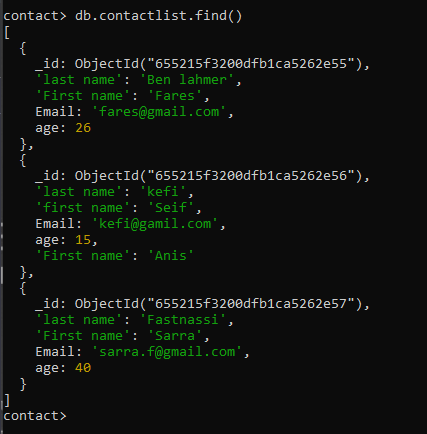 contact> db.contactlist.find()
[
  {
    _id: ObjectId("655215f3200dfb1ca5262e55"),
    'last name': 'Ben lahmer',
    'First name': 'Fares',
    Email: 'fares@gmail.com',
    age: 26
  },
  {
    _id: ObjectId("655215f3200dfb1ca5262e56"),
    'last name': 'kefi',
    'first name': 'Seif',
    Email: 'kefi@gamil.com',
    age: 15,
    'First name': 'Anis'
  },
  {
    _id: ObjectId("655215f3200dfb1ca5262e57"),
    'last name': 'Fastnassi',
    'First name': 'Sarra',
    Email: 'sarra.f@gmail.com',
    age: 40
  }
]
contact>